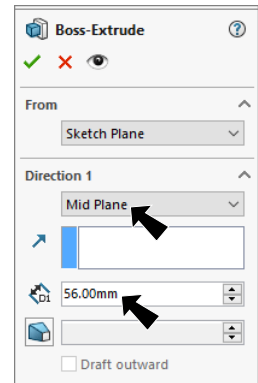 Boss-Extrude
From
Sketch Plane
Direction 1
Mid Plane
D1
56.00mm
Draft outward